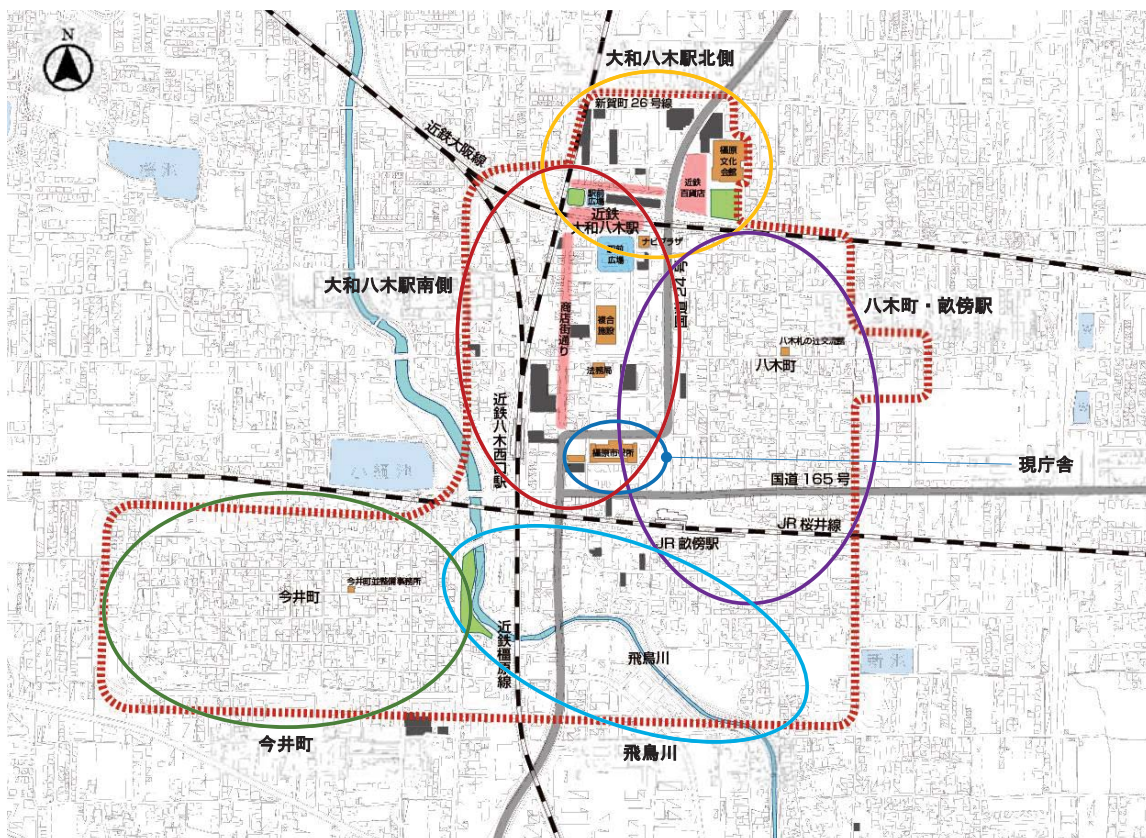 N
大和八木駅北側
新賀町26号線
近鉄大阪線
橿原
文化
会館
近鉄
百貨店
駅前
広場
近鉄
大和八木駅
ナビプラザ
駅前
広場
大和八木駅南側
国道24号
八木町・畝傍駅
商店街通り
複合
施設
八木札の辻交流館
八木町
法務局
近鉄八木西口駅
橿原市役所
現庁舎
国道165号
JR桜井線
JR畝傍駅
今井町並整備事務所
今井町
近鉄橿原線
飛鳥川
今井町
飛鳥川